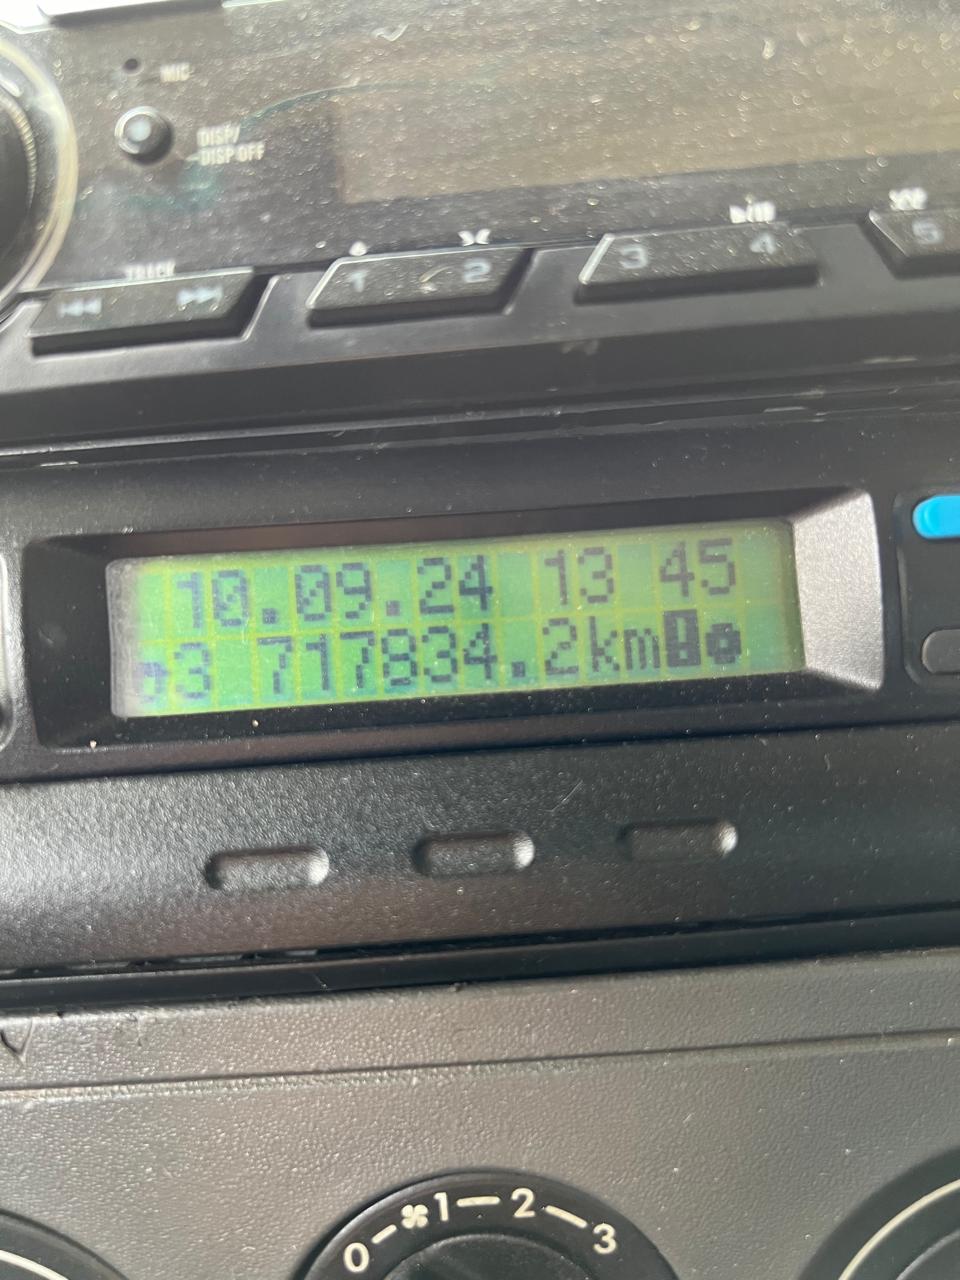 MIC
DISP/
DISP OFF
TRACK
1 2 3 4 5
10.09.24 13 45
3 717834.2km
0 1 2 3